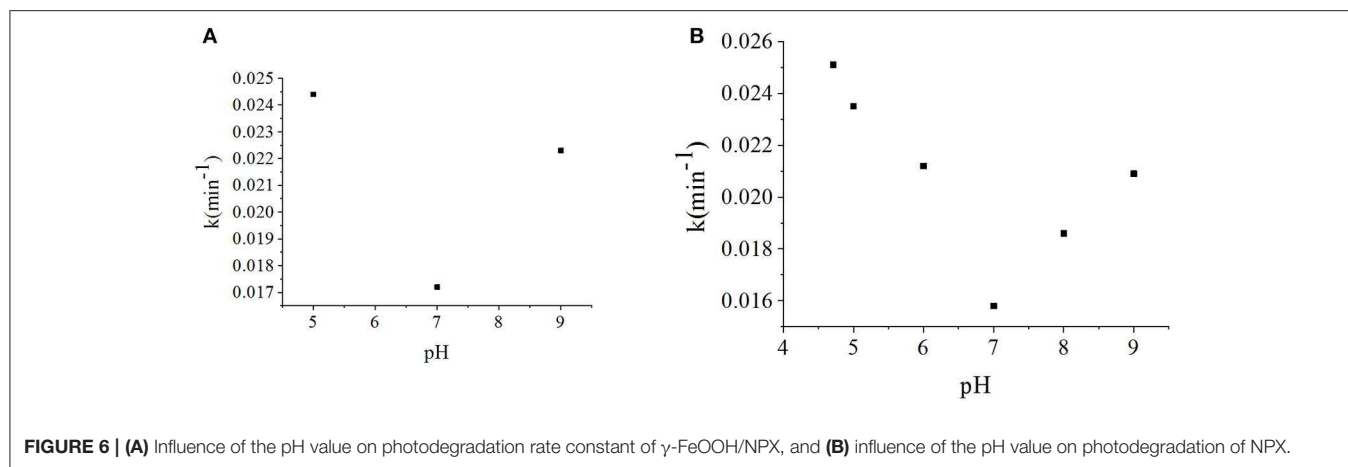 A
0.025
0.024
0.023
0.022
0.021
0.020
0.019
0.018
0.017
k(min⁻¹)
5 6 7 8 9
pH
B
0.026
0.024
0.022
0.020
0.018
0.016
k(min⁻¹)
4 5 6 7 8 9
pH
FIGURE 6 | (A) Influence of the pH value on photodegradation rate constant of γ-FeOOH/NPX, and (B) influence of the pH value on photodegradation of NPX.